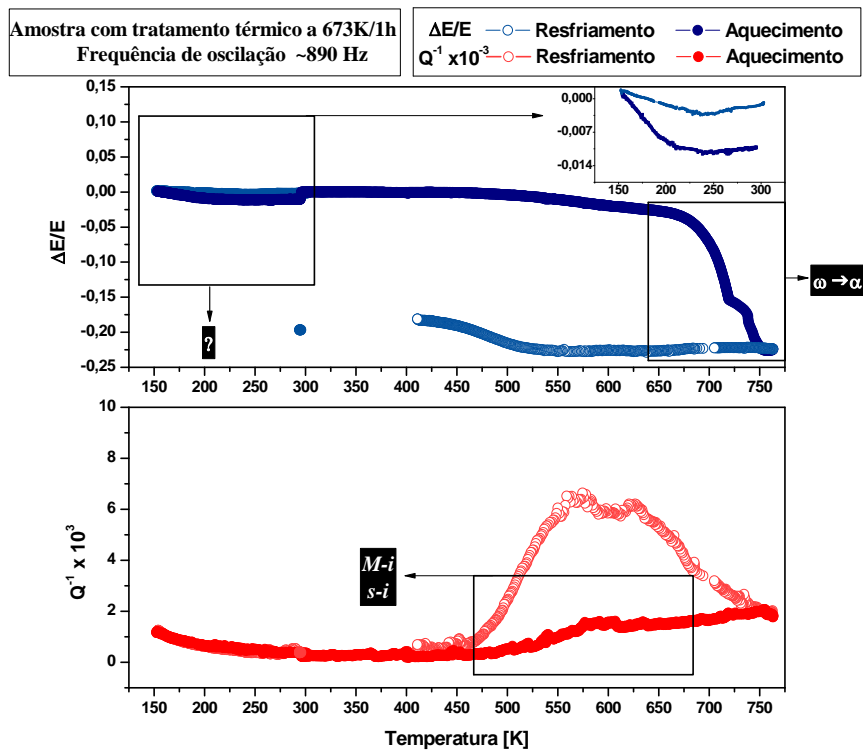 Amostra com tratamento térmico a 673K/1h
Frequência de oscilação ~890 Hz
ΔE/E Resfriamento Aquecimento
Q⁻¹ x10⁻³ Resfriamento Aquecimento
0,15
0,10
0,05
0,00
-0,05
-0,10
-0,15
-0,20
-0,25
ΔE/E
0,000
-0,007
-0,014
150 200 250 300
?
ω → α
150 200 250 300 350 400 450 500 550 600 650 700 750
10
8
6
4
2
0
Q⁻¹ x 10³
M-i
s-i
150 200 250 300 350 400 450 500 550 600 650 700 750
Temperatura [K]